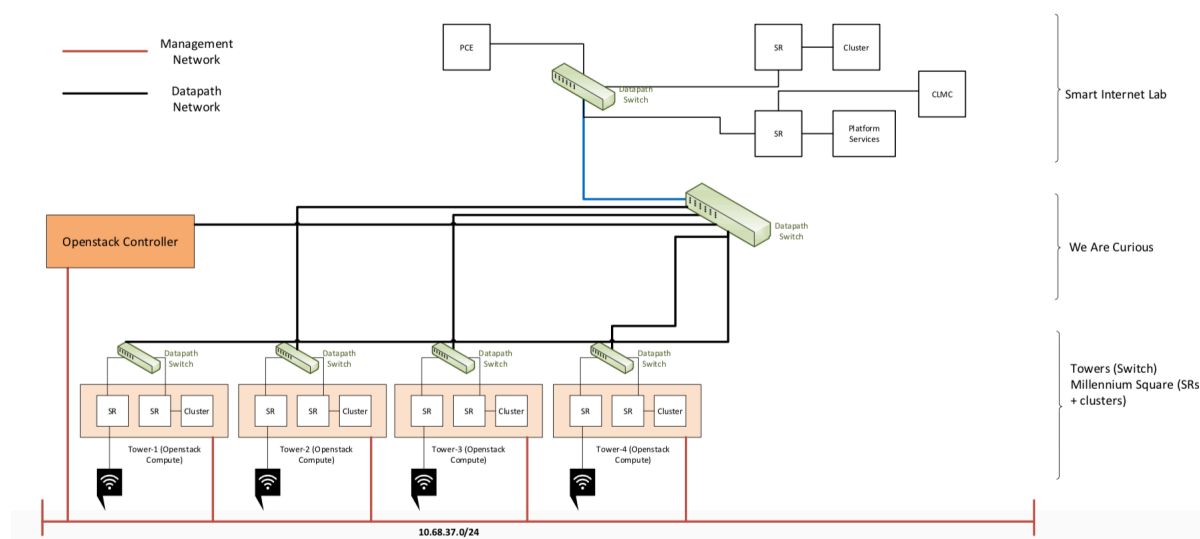 Management
Network
Datapath
Network
PCE
Datapath
Switch
SR
Cluster
CLMC
SR
Platform
Services
Smart Internet Lab
Openstack Controller
Datapath
Switch
We Are Curious
Datapath
Switch
Datapath
Switch
Datapath
Switch
Datapath
Switch
Towers (Switch)
Millennium Square (SRs
+ clusters)
SR
SR
Cluster
SR
SR
Cluster
SR
SR
Cluster
SR
SR
Cluster
Tower-1 (Openstack
Compute)
Tower-2 (Openstack
Compute)
Tower-3 (Openstack
Compute)
Tower-4 (Openstack
Compute)
10.68.37.0/24